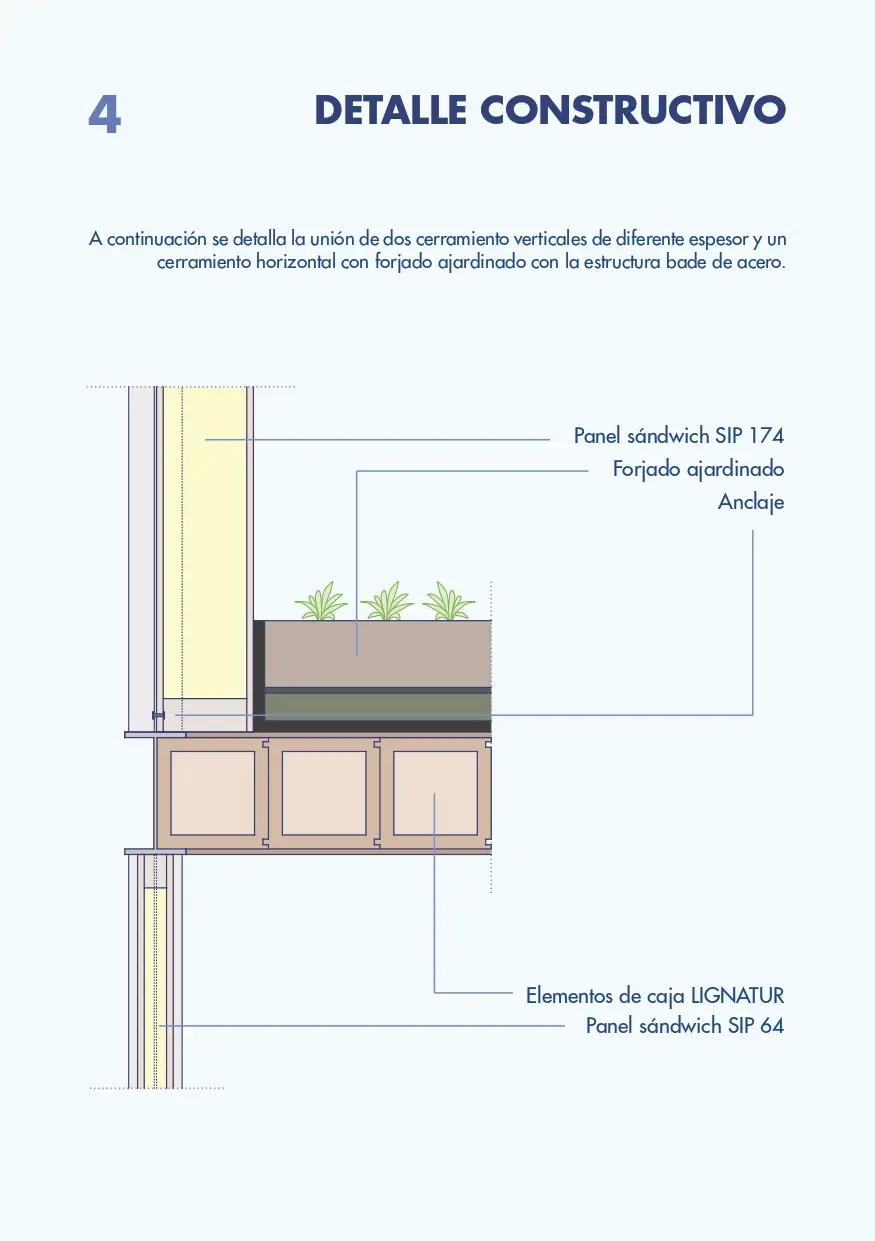 4
DETALLE CONSTRUCTIVO
A continuación se detalla la unión de dos cerramiento verticales de diferente espesor y un
cerramiento horizontal con forjado ajardinado con la estructura bade de acero.
Panel sándwich SIP 174
Forjado ajardinado
Anclaje
Elementos de caja LIGNATUR
Panel sándwich SIP 64